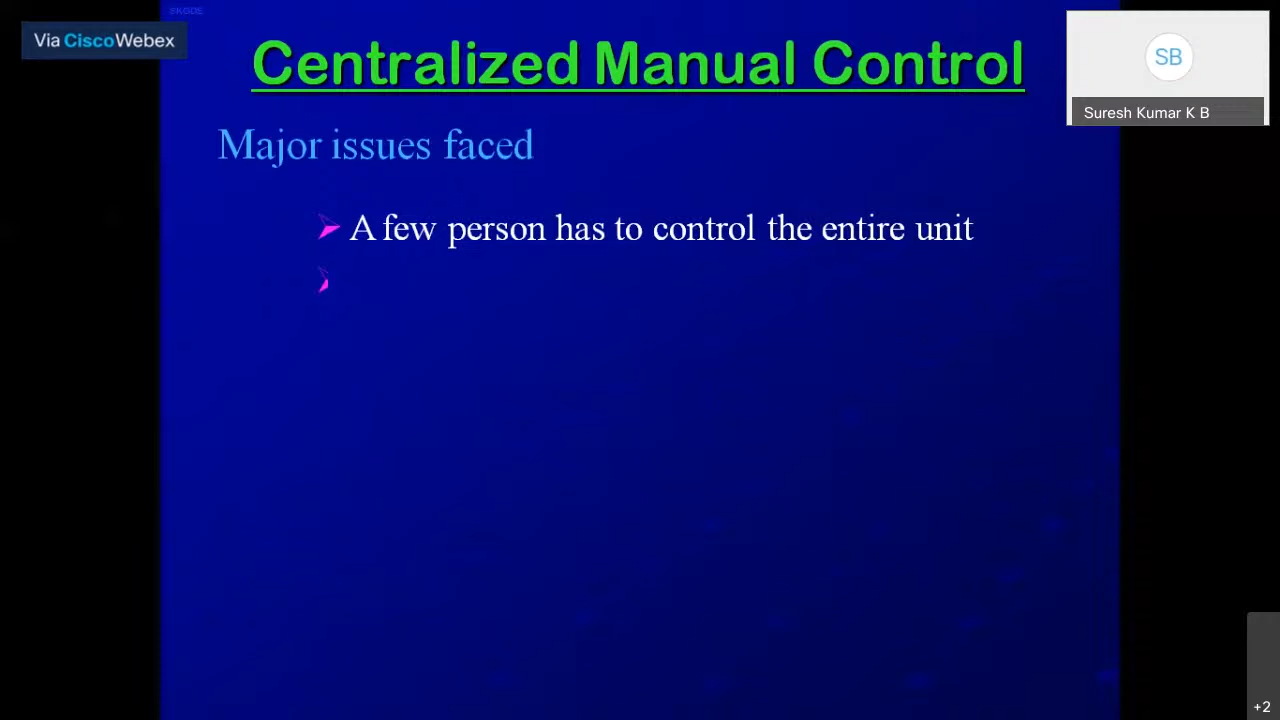 SKODE
Via CiscoWebex
Centralized Manual Control
SB
Suresh Kumar K B
Major issues faced
A few person has to control the entire unit
+2